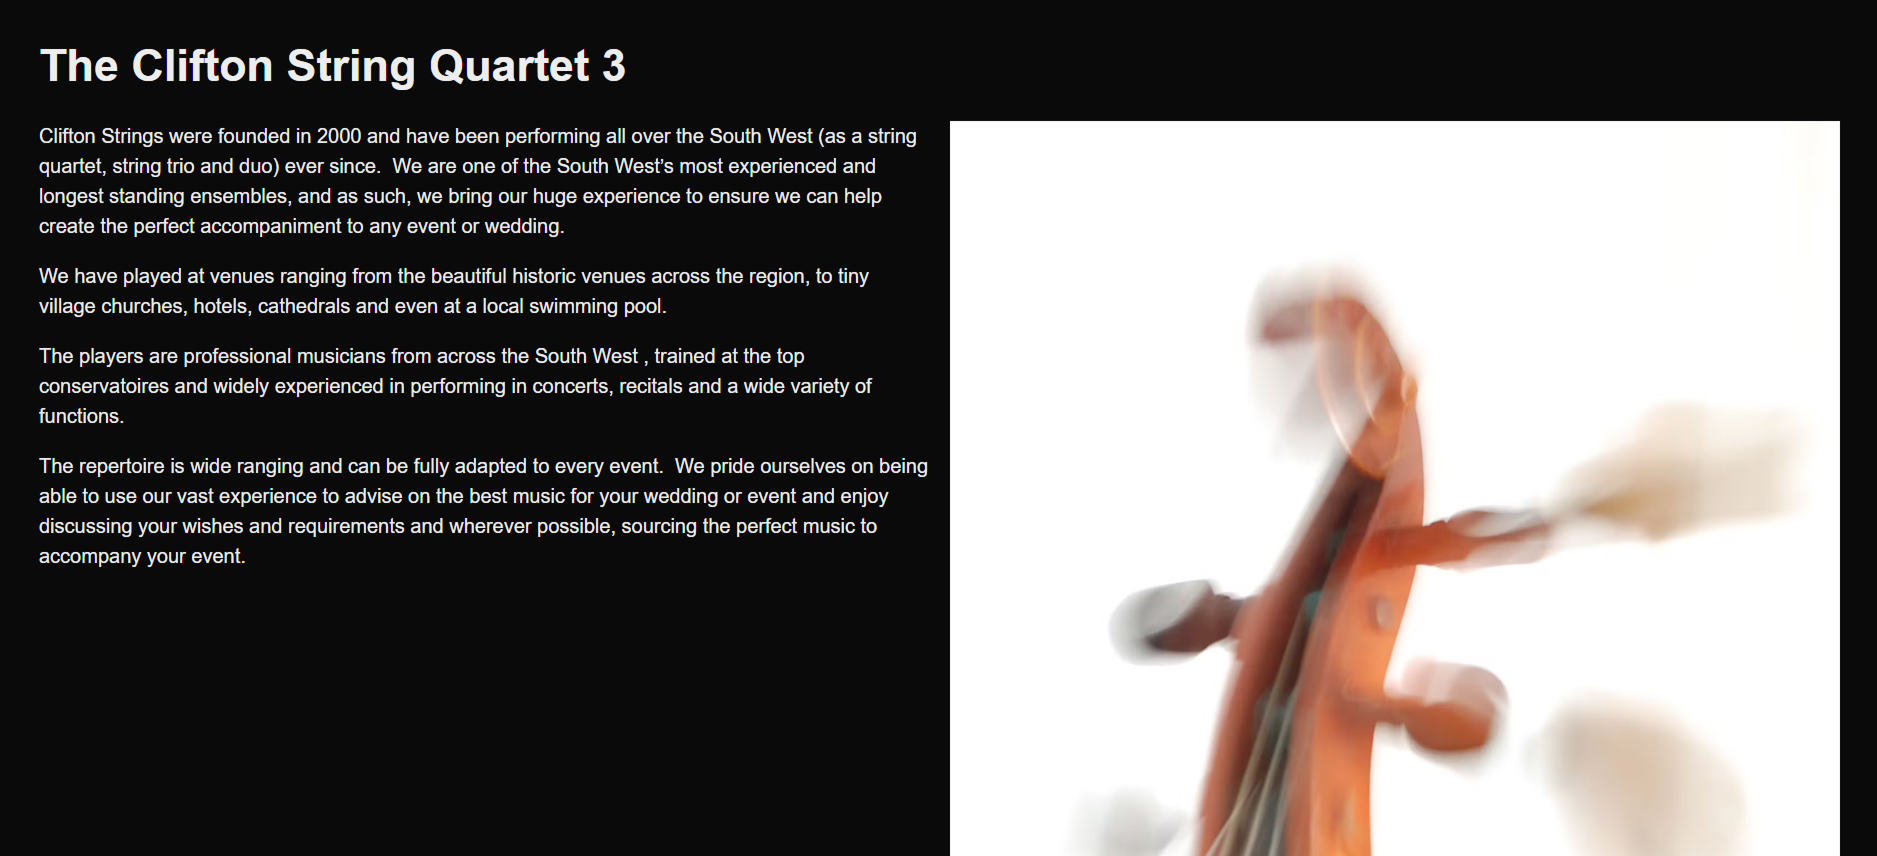 The Clifton String Quartet 3
Clifton Strings were founded in 2000 and have been performing all over the South West (as a string
quartet, string trio and duo) ever since.  We are one of the South West’s most experienced and
longest standing ensembles, and as such, we bring our huge experience to ensure we can help
create the perfect accompaniment to any event or wedding.
We have played at venues ranging from the beautiful historic venues across the region, to tiny
village churches, hotels, cathedrals and even at a local swimming pool.
The players are professional musicians from across the South West , trained at the top
conservatoires and widely experienced in performing in concerts, recitals and a wide variety of
functions.
The repertoire is wide ranging and can be fully adapted to every event.  We pride ourselves on being
able to use our vast experience to advise on the best music for your wedding or event and enjoy
discussing your wishes and requirements and wherever possible, sourcing the perfect music to
accompany your event.